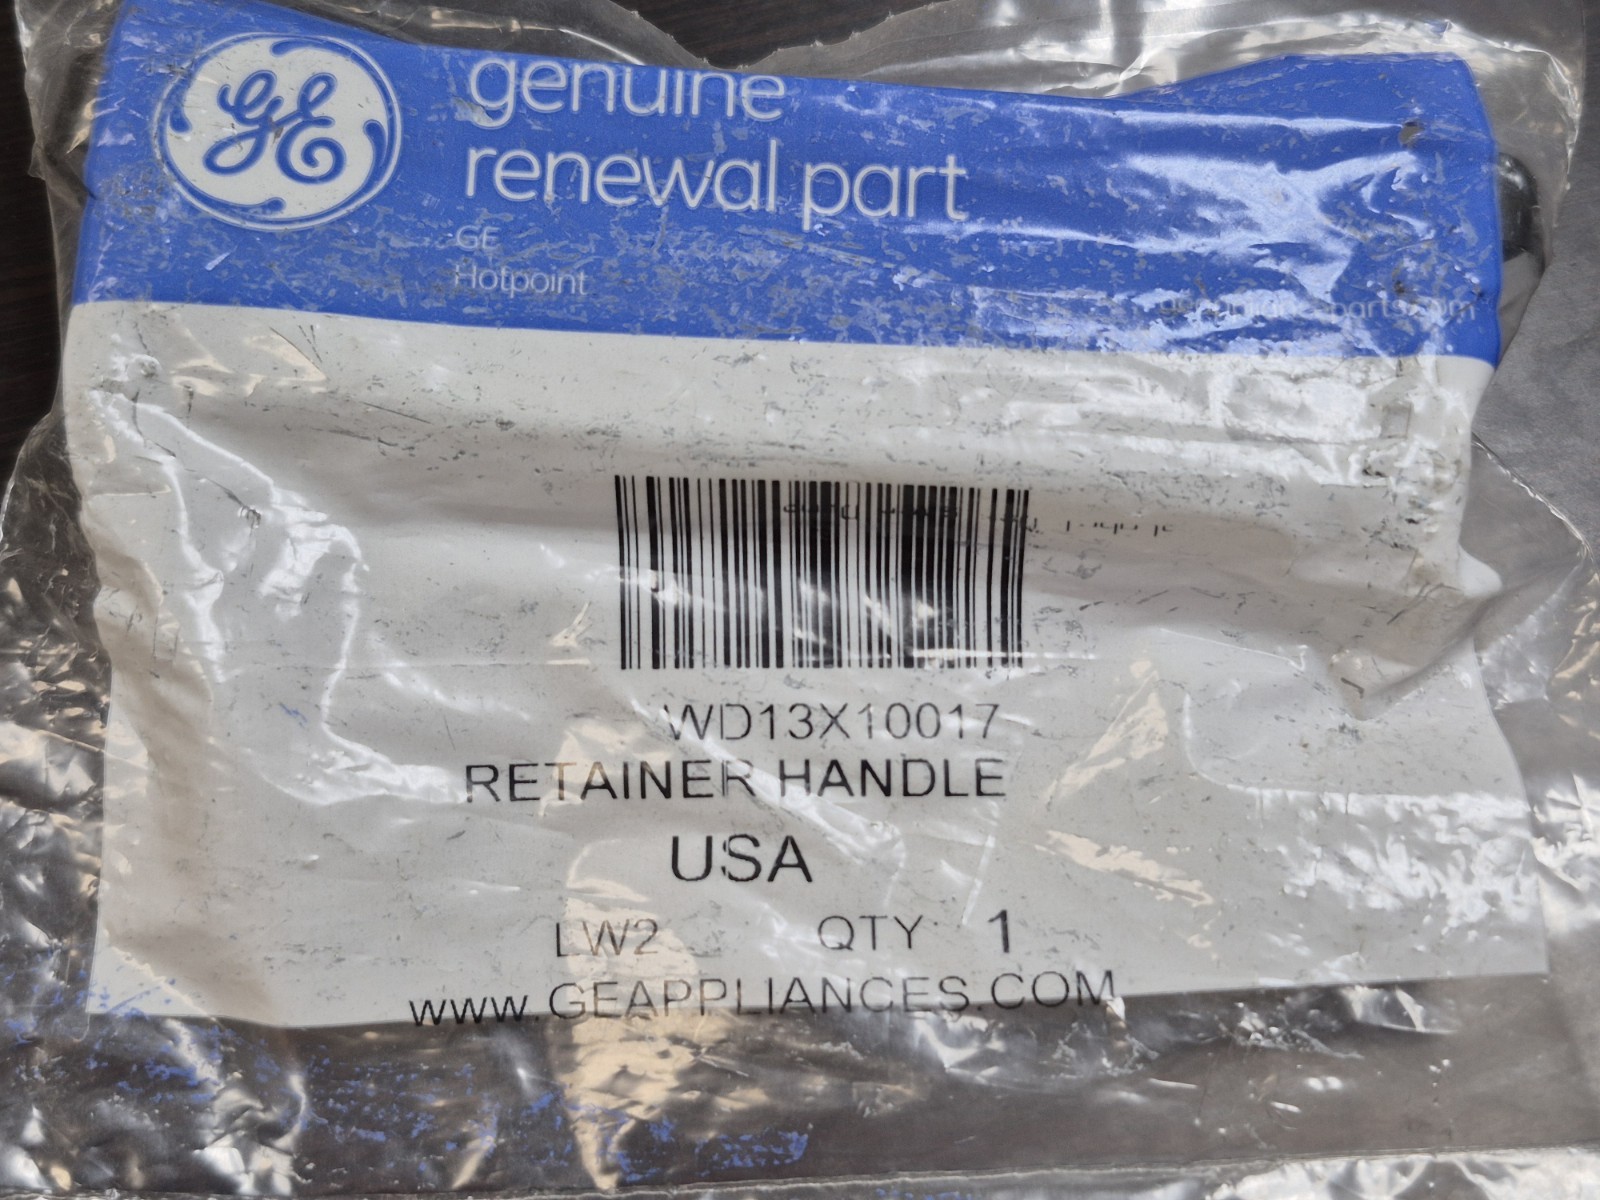 GE
genuine
renewal part
GE
Hotpoint
WD13X10017
RETAINER HANDLE
USA
LW2 QTY 1
www.GEAPPLIANCES.COM